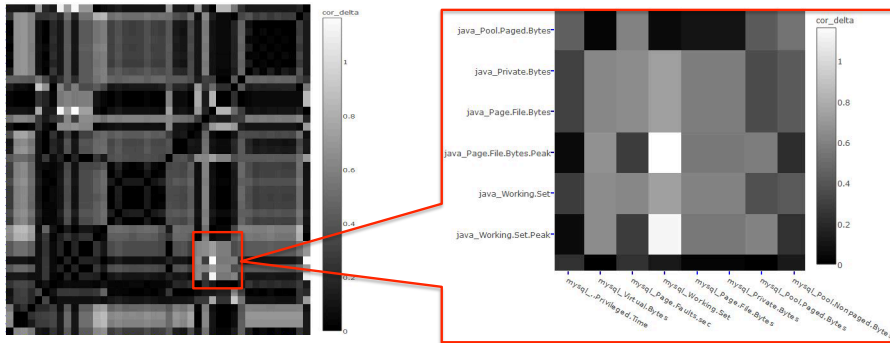 cor_delta
1
0.8
0.6
0.4
0.2
0
cor_delta
1
0.8
0.6
0.4
0.2
0
java_Pool.Paged.Bytes
java_Private.Bytes
java_Page.File.Bytes
java_Page.File.Bytes.Peak
java_Working.Set
java_Working.Set.Peak
mysql_..Privileged.Time
mysql_Virtual.Bytes
mysql_Page.Faults.sec
mysql_Working.Set
mysql_Page.File.Bytes
mysql_Private.Bytes
mysql_Pool.Paged.Bytes
mysql_Pool.Nonpaged.Bytes